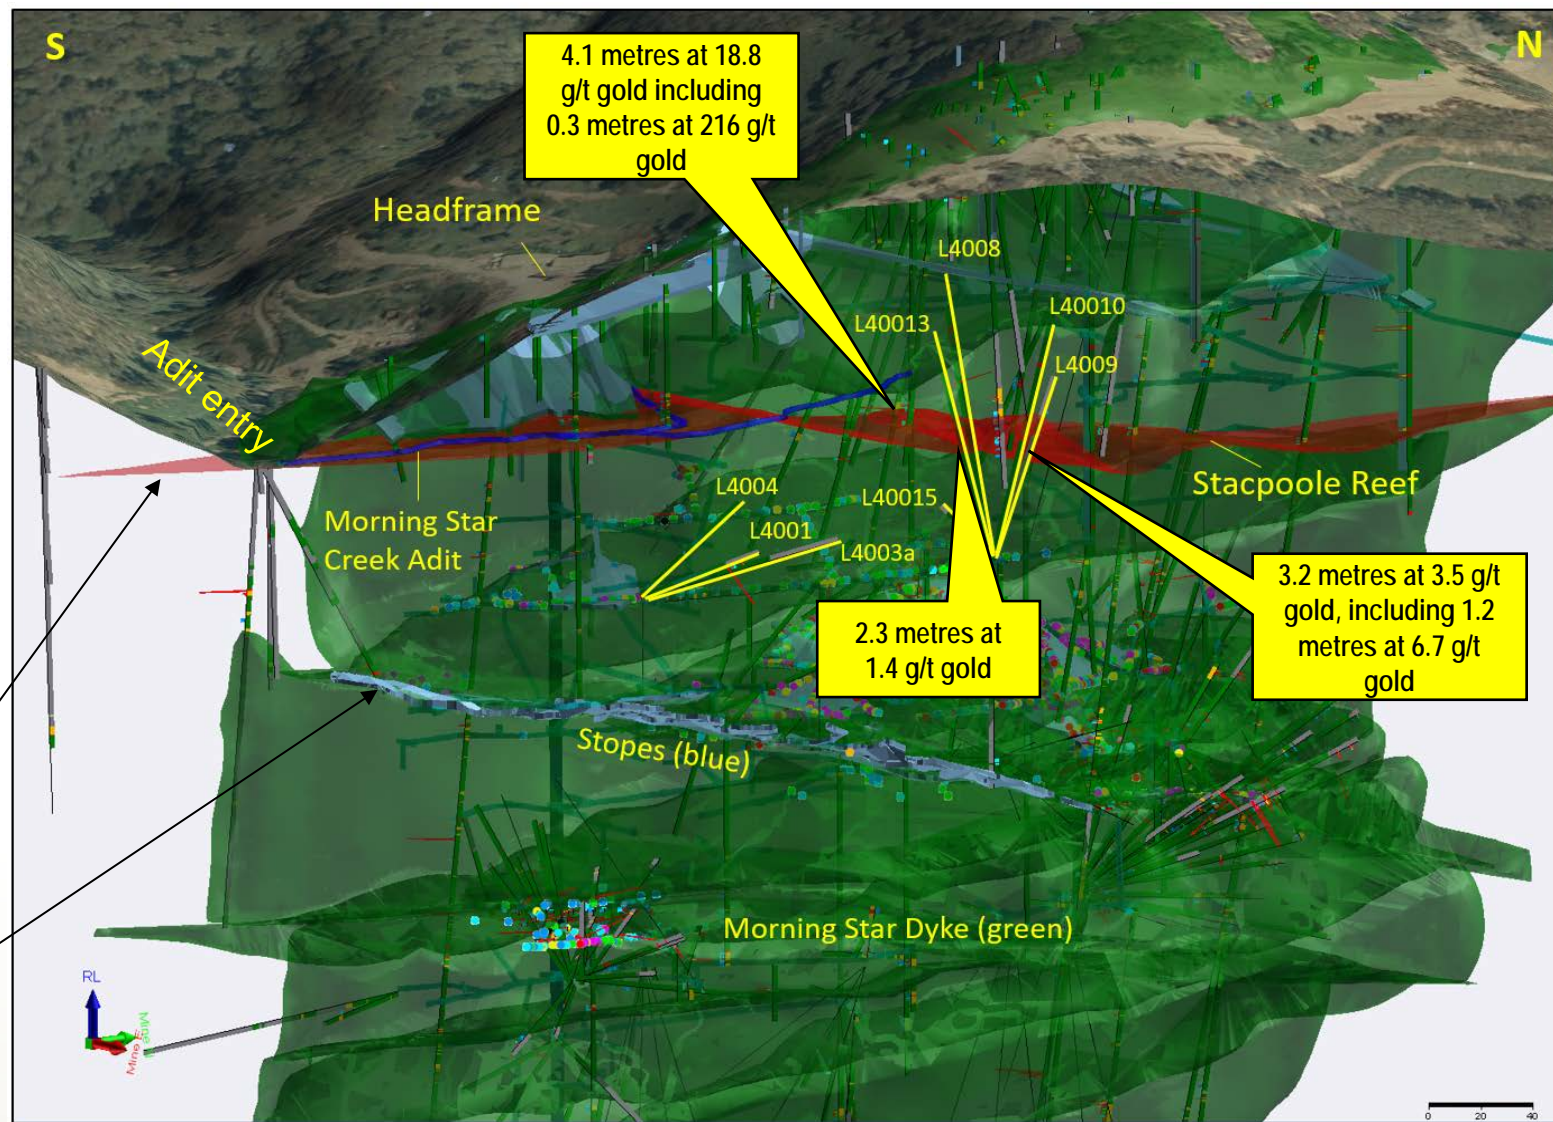 S
N
4.1 metres at 18.8
g/t gold including
0.3 metres at 216 g/t
gold
Headframe
L4008
L40010
L40013
L4009
Adit entry
Stacpoole Reef
L4004
L40015
L4001
L4003a
Morning Star
Creek Adit
3.2 metres at 3.5 g/t
gold, including 1.2
metres at 6.7 g/t
gold
2.3 metres at
1.4 g/t gold
Stopes (blue)
Morning Star Dyke (green)
RL
Mine
Mine E
0 20 40